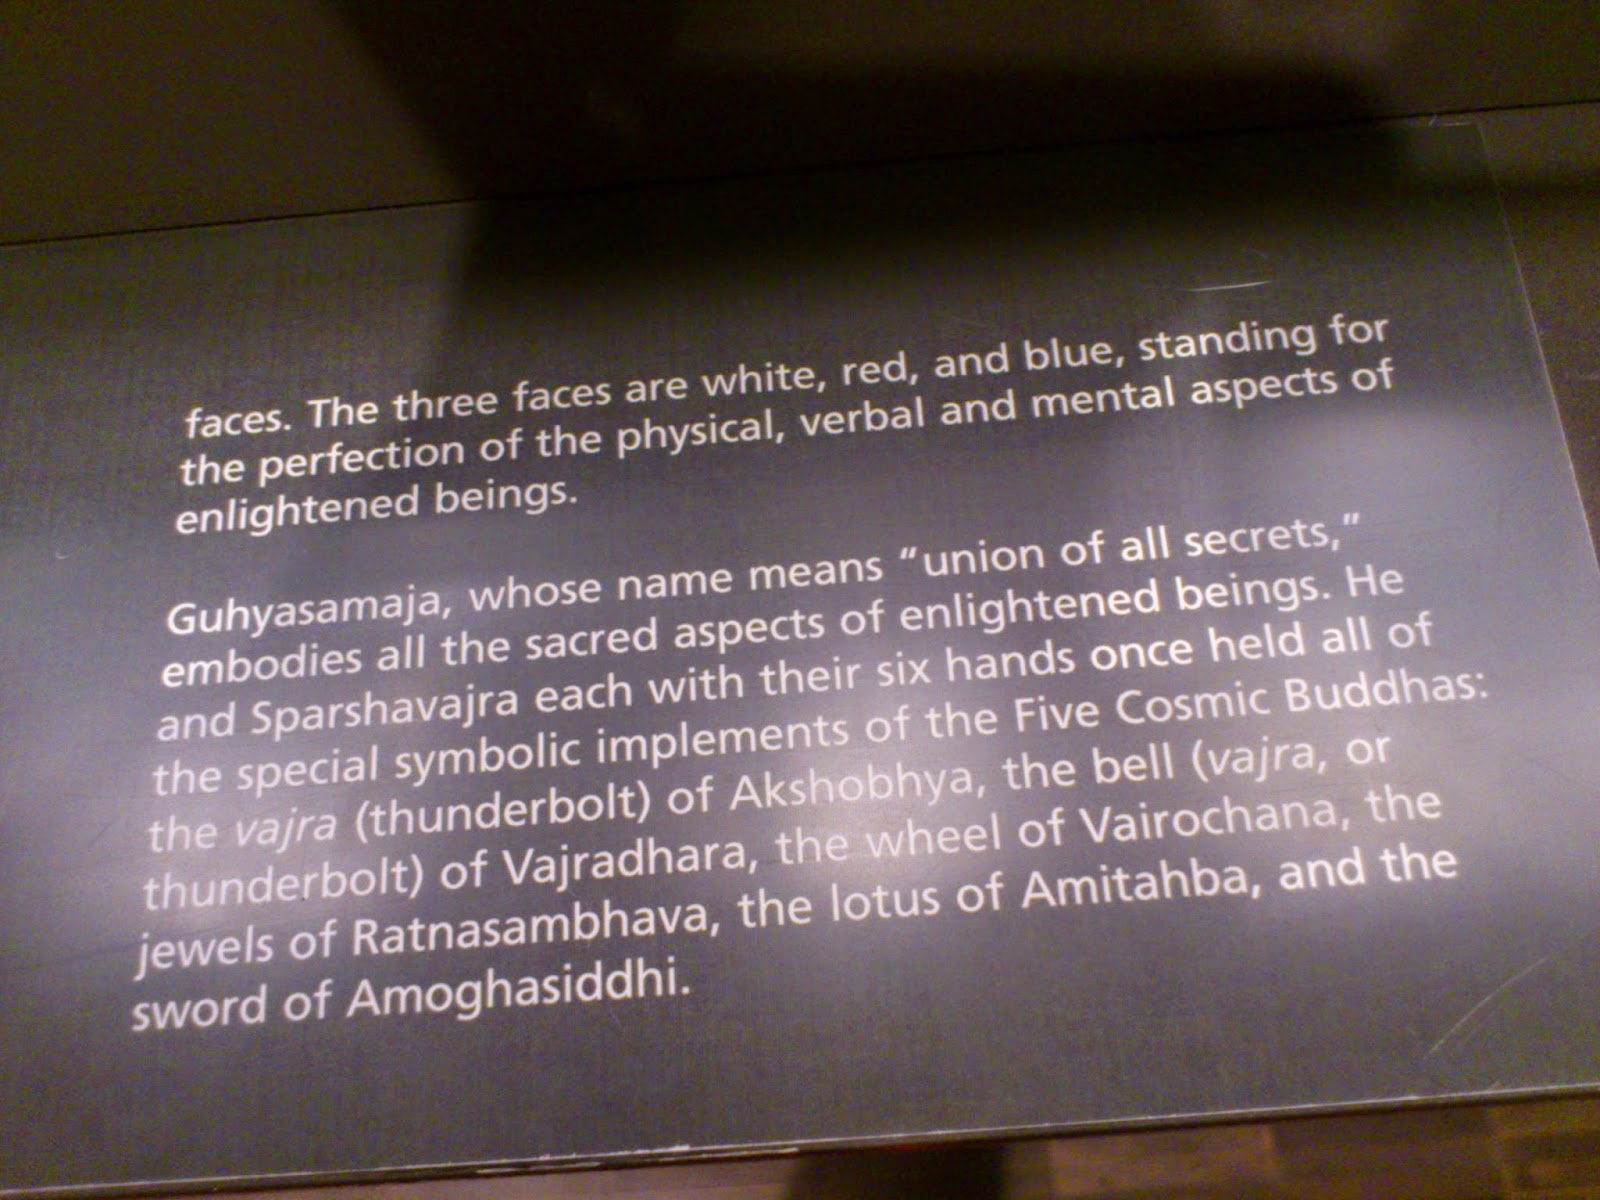 faces. The three faces are white, red, and blue, standing for
the perfection of the physical, verbal and mental aspects of
enlightened beings.
Guhyasamaja, whose name means “union of all secrets,”
embodies all the sacred aspects of enlightened beings. He
and Sparshavajra each with their six hands once held all of
the special symbolic implements of the Five Cosmic Buddhas:
the vajra (thunderbolt) of Akshobhya, the bell (vajra, or
thunderbolt) of Vajradhara, the wheel of Vairochana, the
jewels of Ratnasambhava, the lotus of Amitahba, and the
sword of Amoghasiddhi.